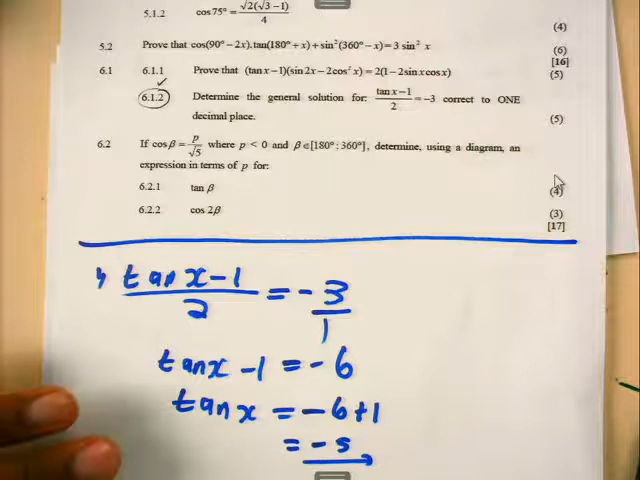 5.1.2 cos 75° = √2(√3−1)/4
(4)
5.2 Prove that cos(90° − 2x).tan(180° + x) + sin²(360° − x) = 3 sin² x
(6)
[16]
6.1 6.1.1 Prove that (tan x − 1)(sin 2x − 2cos² x) = 2(1 − 2sin x cos x)
(5)
6.1.2 Determine the general solution for: (tan x − 1)/2 = −3 correct to ONE
decimal place.
(5)
6.2 If cos β = p/√5 where p < 0 and β ∈ [180° ; 360°], determine, using a diagram, an
expression in terms of p for:
6.2.1 tan β
(4)
6.2.2 cos 2β
(3)
[17]
(tan x − 1)/2 = −3/1
tan x − 1 = −6
tan x = −6 + 1
= −5